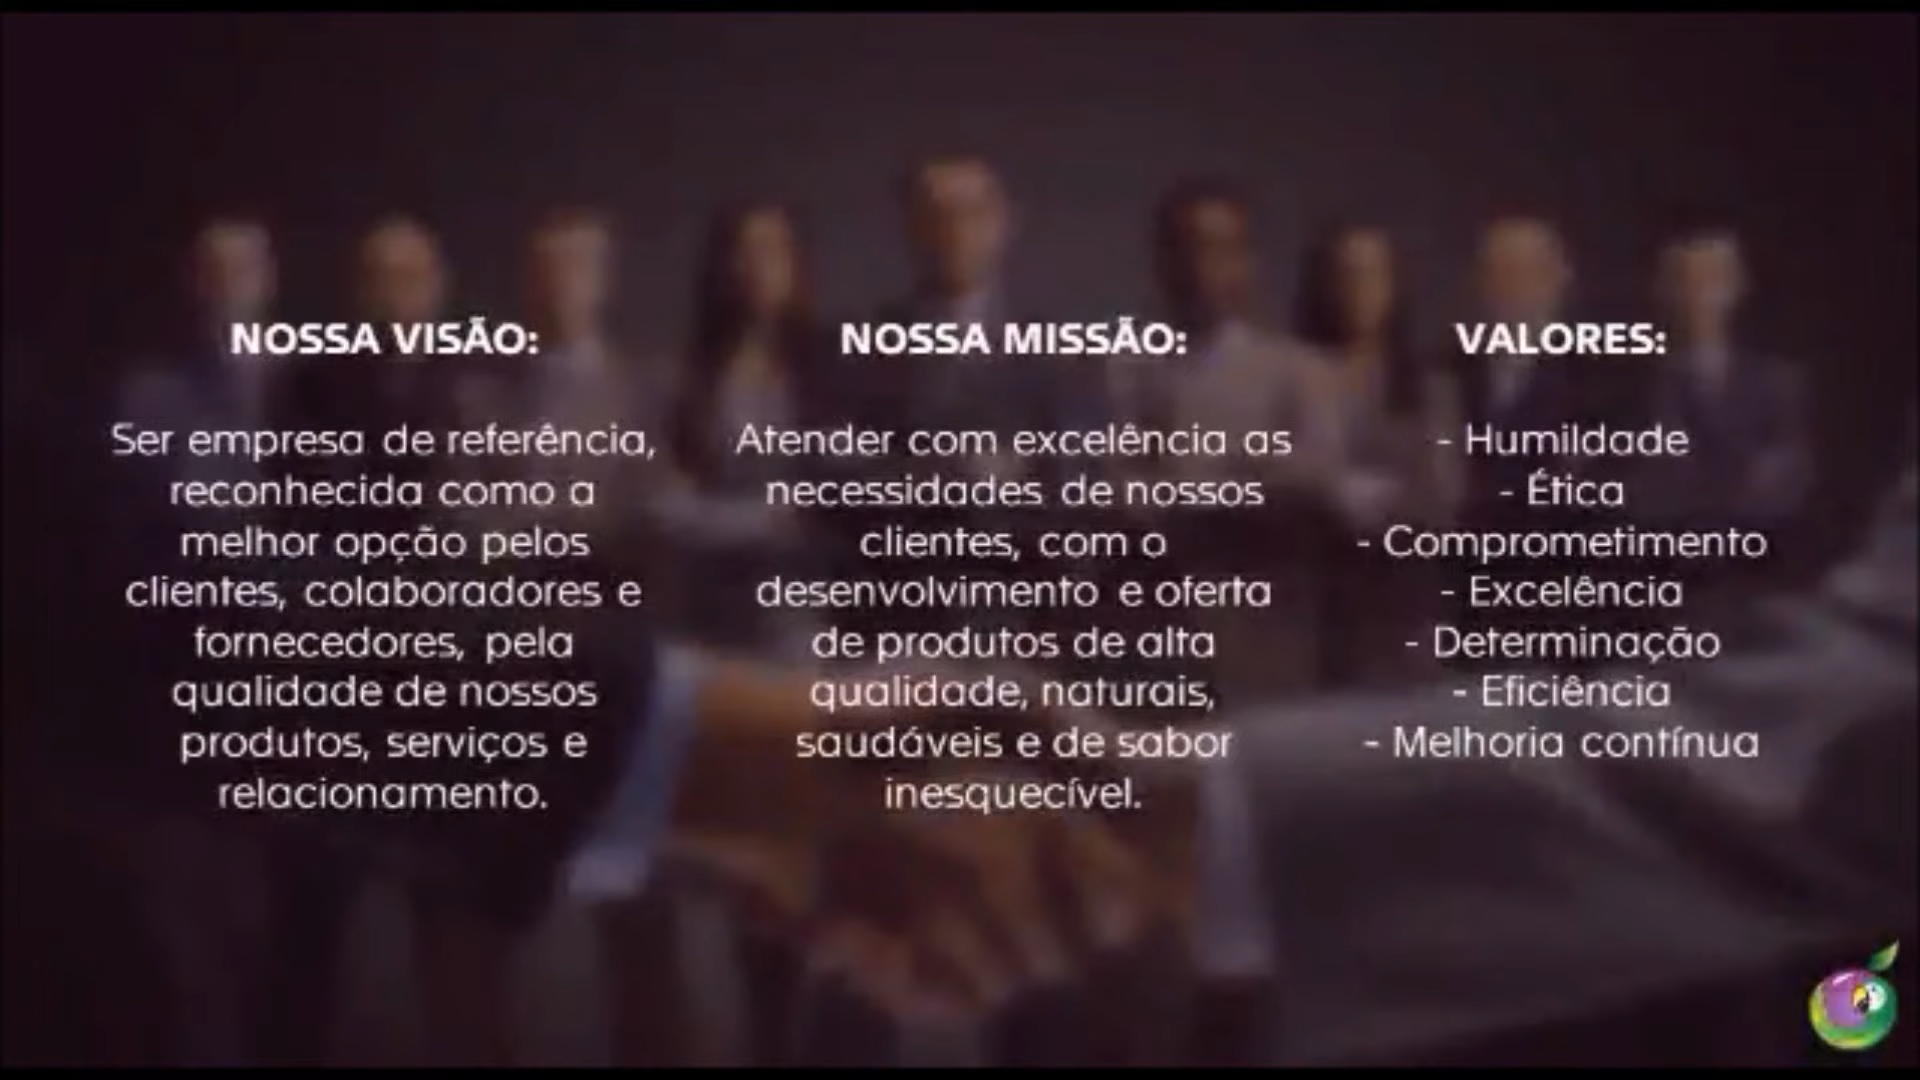 NOSSA VISÃO:
Ser empresa de referência,
reconhecida como a
melhor opção pelos
clientes, colaboradores e
fornecedores, pela
qualidade de nossos
produtos, serviços e
relacionamento.
NOSSA MISSÃO:
Atender com excelência as
necessidades de nossos
clientes, com o
desenvolvimento e oferta
de produtos de alta
qualidade, naturais,
saudáveis e de sabor
inesquecível.
VALORES:
- Humildade
- Ética
- Comprometimento
- Excelência
- Determinação
- Eficiência
- Melhoria contínua